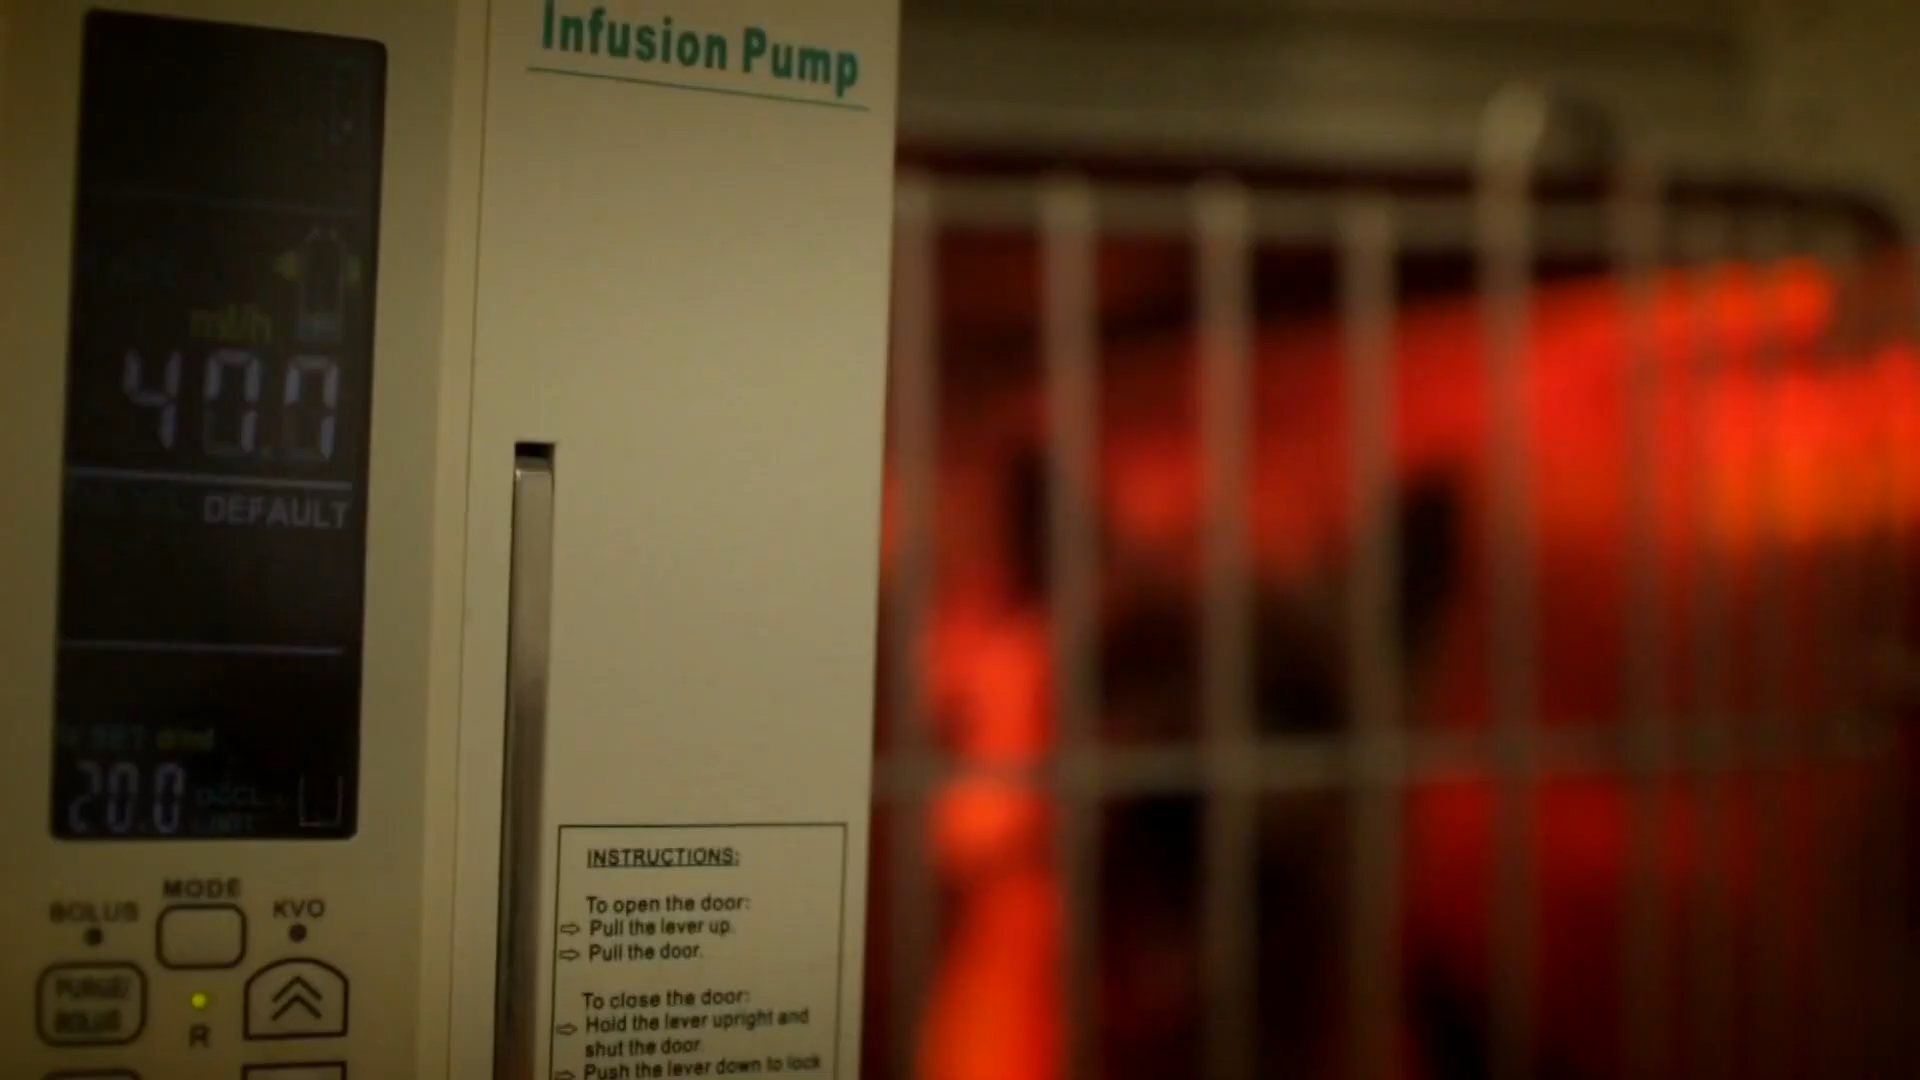 Infusion Pump
ml/h
DEFAULT
20.0
INSTRUCTIONS:
To open the door:
⇨ Pull the lever up.
⇨ Pull the door.
To close the door:
⇨ Hold the lever upright and
shut the door.
⇨ Push the lever down to lock
MODE
BOLUS
KVO
PURGE/
BOLUS
R